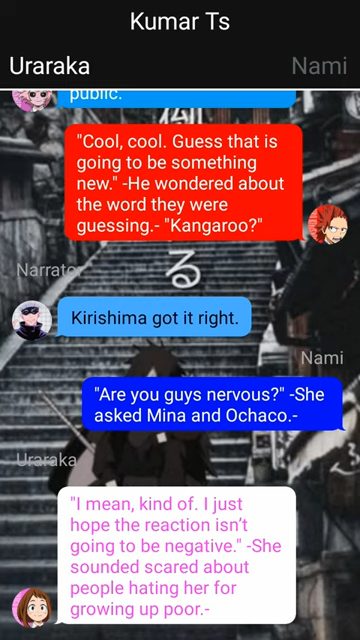 Kumar Ts
Uraraka Nami
public.
"Cool, cool. Guess that is
going to be something
new." -He wondered about
the word they were
guessing.- "Kangaroo?"
る
Narrator
Kirishima got it right.
Nami
"Are you guys nervous?" -She
asked Mina and Ochaco.-
Uraraka
"I mean, kind of. I just
hope the reaction isn’t
going to be negative." -She
sounded scared about
people hating her for
growing up poor.-